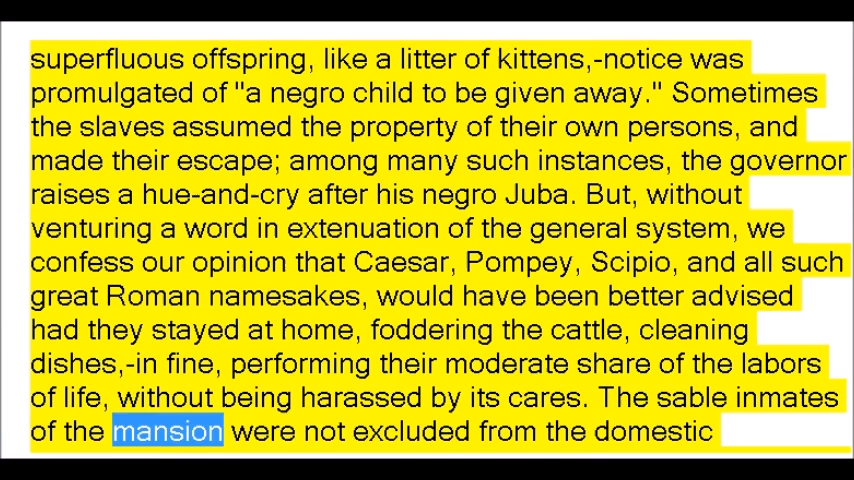 superfluous offspring, like a litter of kittens,-notice was
promulgated of "a negro child to be given away." Sometimes
the slaves assumed the property of their own persons, and
made their escape; among many such instances, the governor
raises a hue-and-cry after his negro Juba. But, without
venturing a word in extenuation of the general system, we
confess our opinion that Caesar, Pompey, Scipio, and all such
great Roman namesakes, would have been better advised
had they stayed at home, foddering the cattle, cleaning
dishes,-in fine, performing their moderate share of the labors
of life, without being harassed by its cares. The sable inmates
of the mansion were not excluded from the domestic